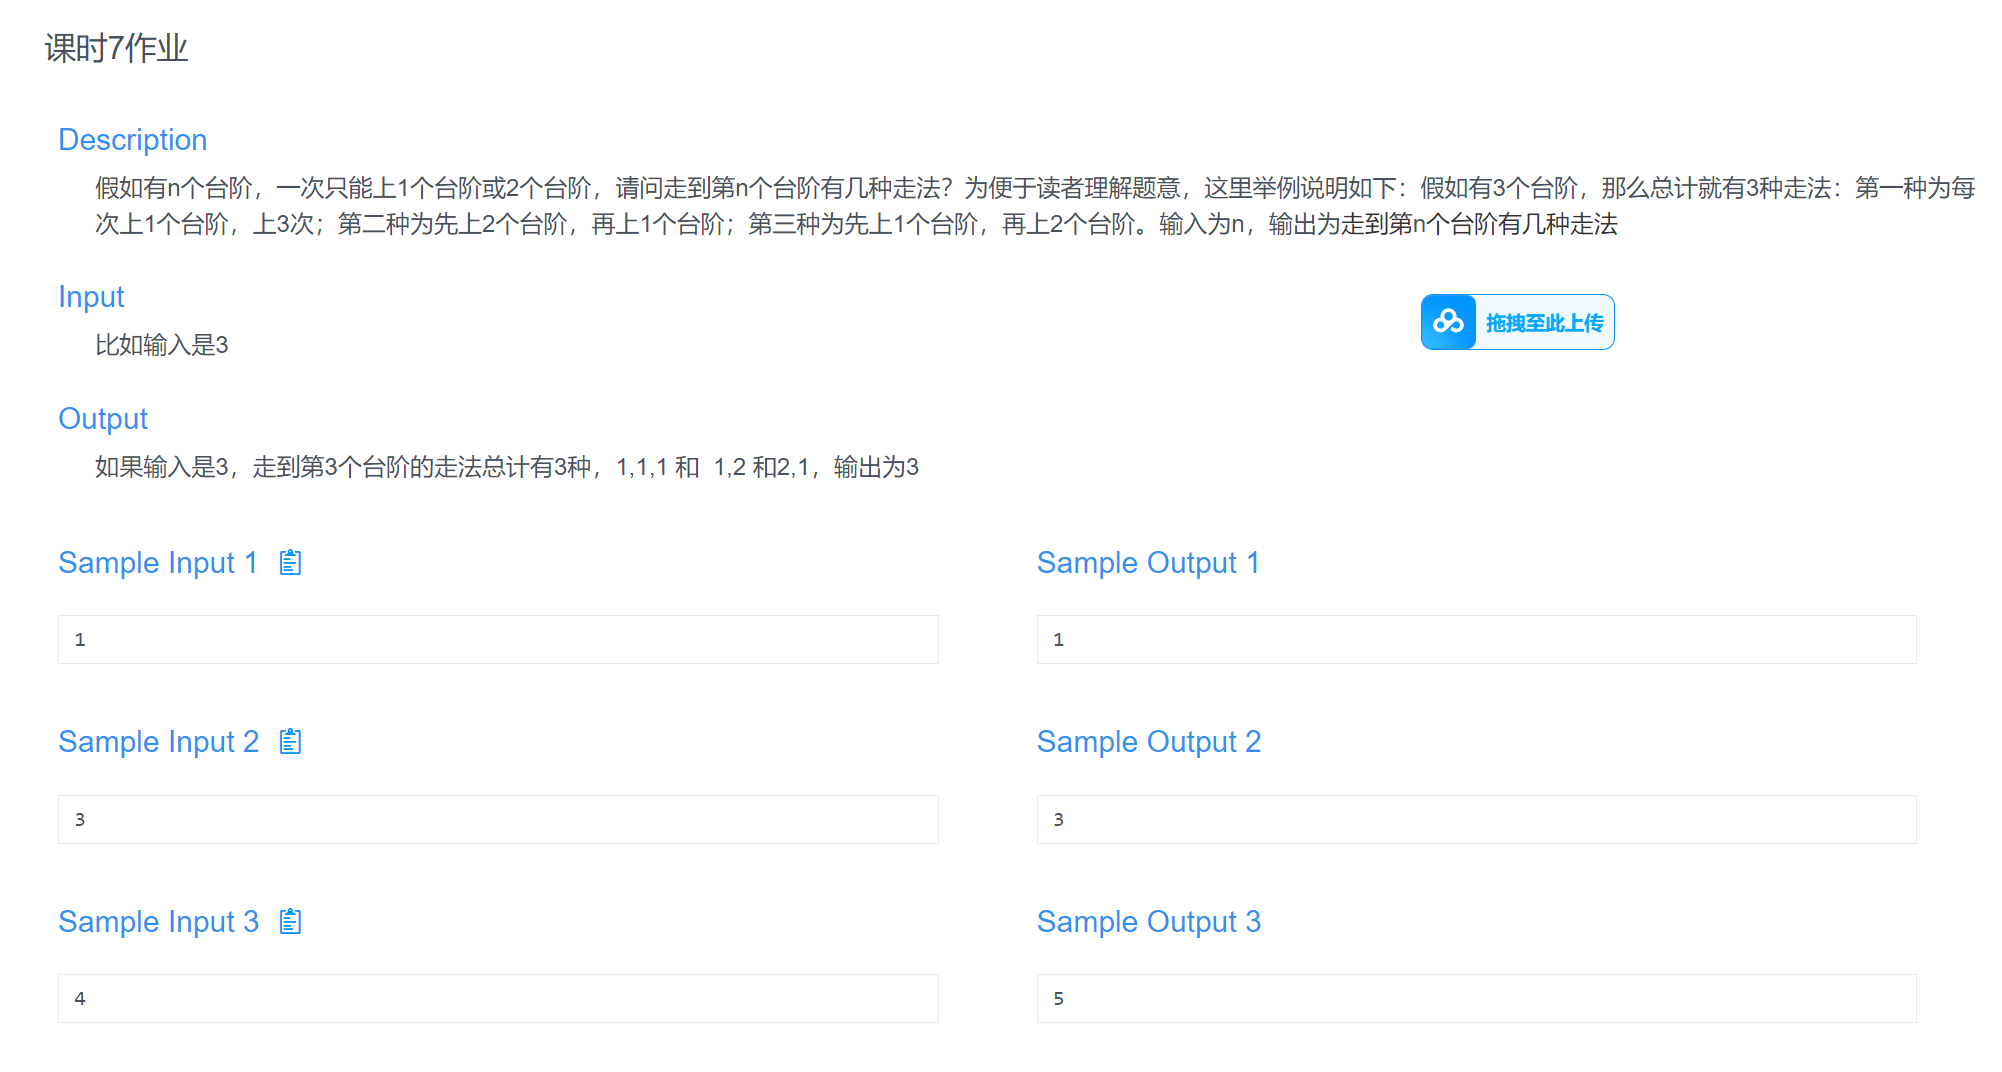 课时7作业
Description
假如有n个台阶，一次只能上1个台阶或2个台阶，请问走到第n个台阶有几种走法？为便于读者理解题意，这里举例说明如下：假如有3个台阶，那么总计就有3种走法：第一种为每
次上1个台阶，上3次；第二种为先上2个台阶，再上1个台阶；第三种为先上1个台阶，再上2个台阶。输入为n，输出为走到第n个台阶有几种走法
Input
拖拽至此上传
比如输入是3
Output
如果输入是3，走到第3个台阶的走法总计有3种，1,1,1 和  1,2 和2,1，输出为3
Sample Input 1
Sample Output 1
1
1
Sample Input 2
Sample Output 2
3
3
Sample Input 3
Sample Output 3
4
5